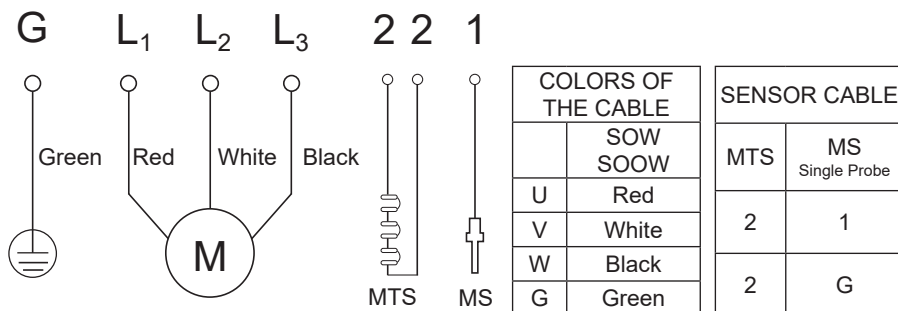 G L₁ L₂ L₃ 2 2 1
Green Red White Black
M
MTS MS
COLORS OF
THE CABLE
SOW
SOOW
U Red
V White
W Black
G Green
SENSOR CABLE
MTS MS
Single Probe
2 1
2 G